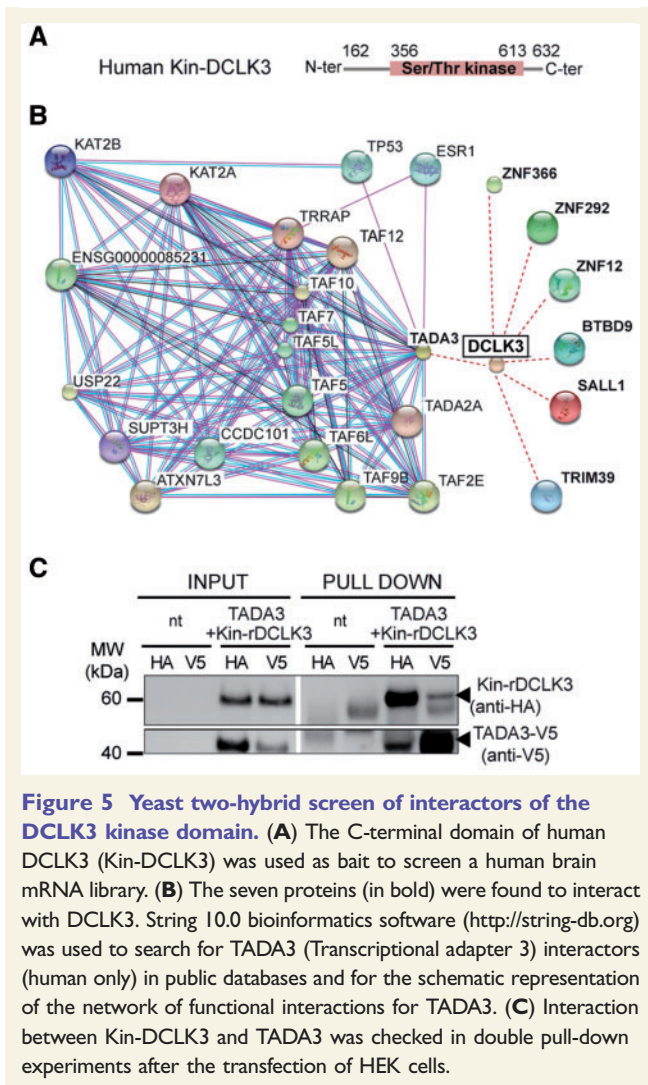 A
Human Kin-DCLK3
162 356 613 632
N-ter Ser/Thr kinase C-ter
B
KAT2B
KAT2A
TP53
ESR1
ZNF366
TRRAP
TAF12
ZNF292
ENSG00000085231
TAF10
ZNF12
TAF7
TAF5L
TADA3
DCLK3
BTBD9
USP22
TAF5
SALL1
TADA2A
SUPT3H
CCDC101
TAF6L
ATXN7L3
TAF9B
TAF2E
TRIM39
C
INPUT PULL DOWN
nt TADA3 +Kin-rDCLK3 nt TADA3 +Kin-rDCLK3
MW (kDa)
HA V5 HA V5 HA V5 HA V5
60
Kin-rDCLK3
(anti-HA)
40
TADA3-V5
(anti-V5)
Figure 5 Yeast two-hybrid screen of interactors of the
DCLK3 kinase domain. (A) The C-terminal domain of human
DCLK3 (Kin-DCLK3) was used as bait to screen a human brain
mRNA library. (B) The seven proteins (in bold) were found to interact
with DCLK3. String 10.0 bioinformatics software (http://string-db.org)
was used to search for TADA3 (Transcriptional adapter 3) interactors
(human only) in public databases and for the schematic representation
of the network of functional interactions for TADA3. (C) Interaction
between Kin-DCLK3 and TADA3 was checked in double pull-down
experiments after the transfection of HEK cells.